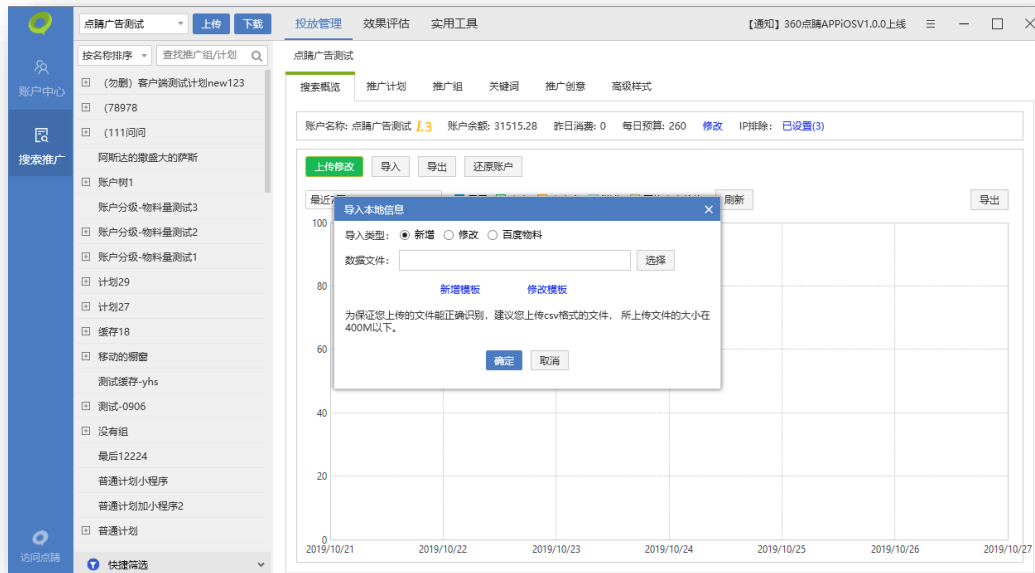 点睛广告测试 上传 下载 投放管理 效果评估 实用工具 【通知】360点睛APPiOSV1.0.0上线
按名称排序 查找推广组/计划
点睛广告测试
账户中心
搜索推广
访问点睛
(勿删) 客户端测试计划new123
(78978
(111问问
阿斯达的撒盛大的萨斯
账户树1
账户分级-物料量测试3
账户分级-物料量测试2
账户分级-物料量测试1
计划29
计划27
缓存18
移动的橱窗
测试缓存-yhs
测试-0906
没有组
最后12224
普通计划小程序
普通计划加小程序2
普通计划
快捷筛选
搜索概览 推广计划 推广组 关键词 推广创意 高级样式
账户名称: 点睛广告测试 L3 账户余额: 31515.28 昨日消费: 0 每日预算: 260 修改 IP排除: 已设置(3)
上传修改 导入 导出 还原账户
最近 刷新 导出
导入本地信息
导入类型: 新增 修改 百度物料
数据文件: 选择
新增模板 修改模板
为保证您上传的文件能正确识别，建议您上传csv格式的文件， 所上传文件的大小在
400M以下。
确定 取消
100
80
60
40
20
0
2019/10/21 2019/10/22 2019/10/23 2019/10/24 2019/10/25 2019/10/26 2019/10/27